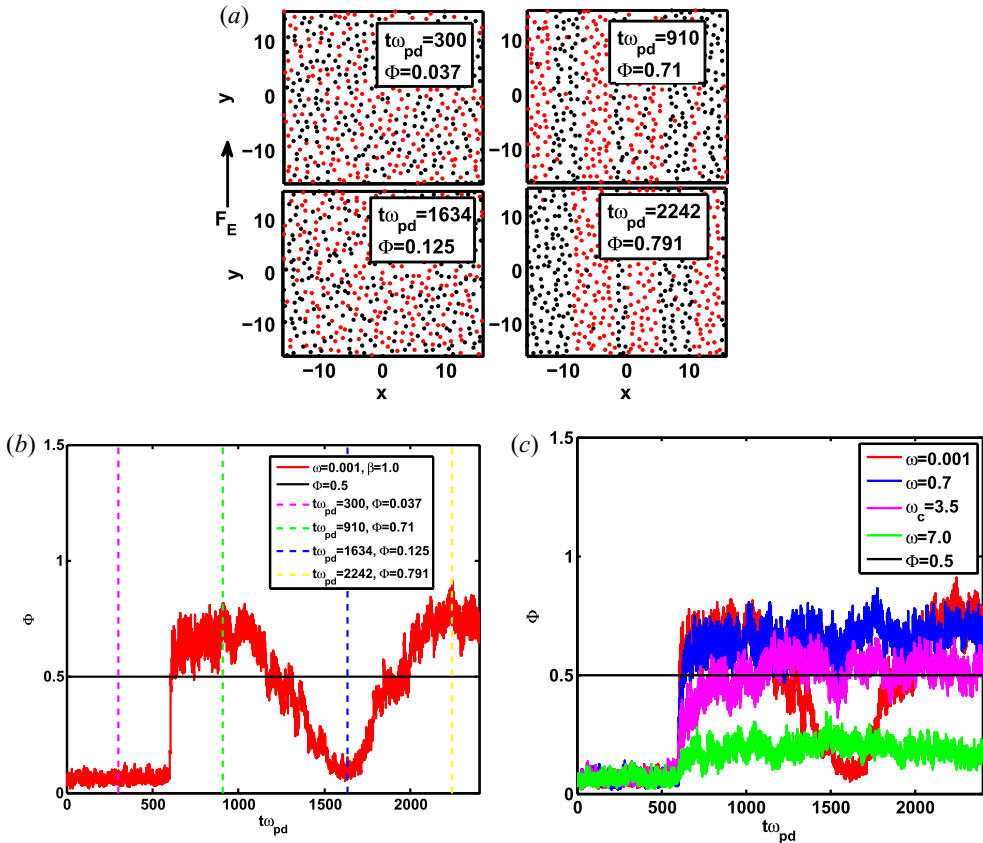 (a)
10
0
−10
y
tω_pd=300
Φ=0.037
10
0
−10
tω_pd=910
Φ=0.71
F_E
10
0
−10
y
tω_pd=1634
Φ=0.125
10
0
−10
tω_pd=2242
Φ=0.791
−10 0 10
x
−10 0 10
x
(b)
1.5
1
0.5
0
Φ
ω=0.001, β=1.0
Φ=0.5
tω_pd=300, Φ=0.037
tω_pd=910, Φ=0.71
tω_pd=1634, Φ=0.125
tω_pd=2242, Φ=0.791
0 500 1000 1500 2000
tω_pd
(c)
1.5
1
0.5
0
Φ
ω=0.001
ω=0.7
ω_c=3.5
ω=7.0
Φ=0.5
0 500 1000 1500 2000
tω_pd